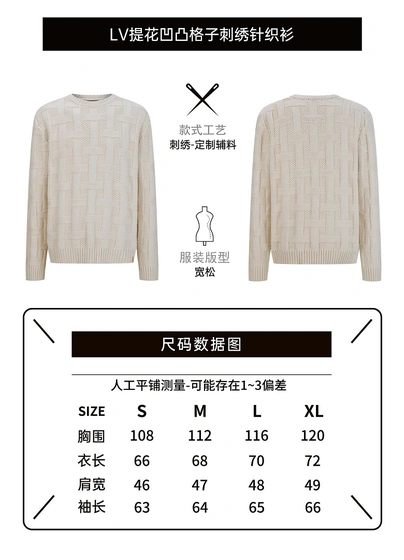 LV提花凹凸格子刺绣针织衫
款式工艺
刺绣-定制辅料
服装版型
宽松
尺码数据图
人工平铺测量-可能存在1~3偏差
SIZE S M L XL
胸围 108 112 116 120
衣长 66 68 70 72
肩宽 46 47 48 49
袖长 63 64 65 66